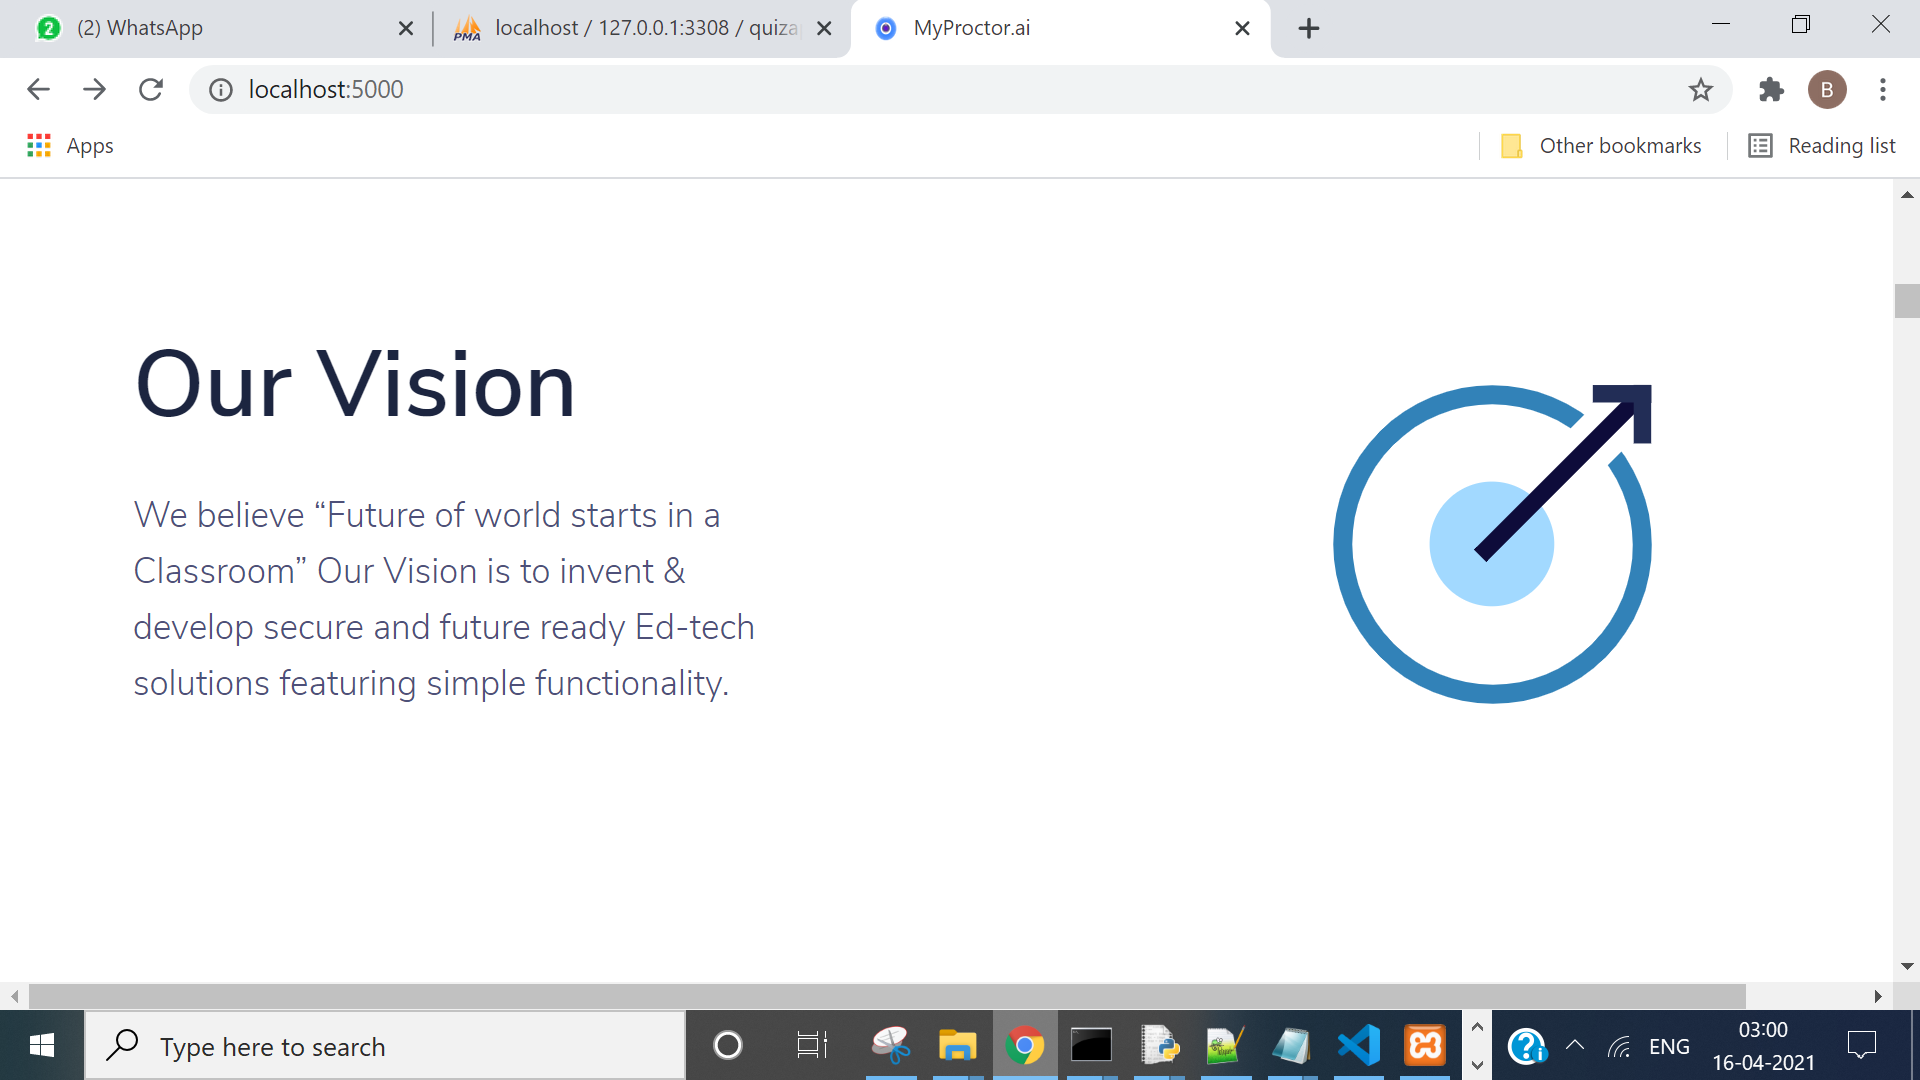 (2) WhatsApp
localhost / 127.0.0.1:3308 / quiza
MyProctor.ai
localhost:5000
B
Apps
Other bookmarks
Reading list
Our Vision
We believe “Future of world starts in a
Classroom” Our Vision is to invent &
develop secure and future ready Ed-tech
solutions featuring simple functionality.
Type here to search
ENG
03:00
16-04-2021